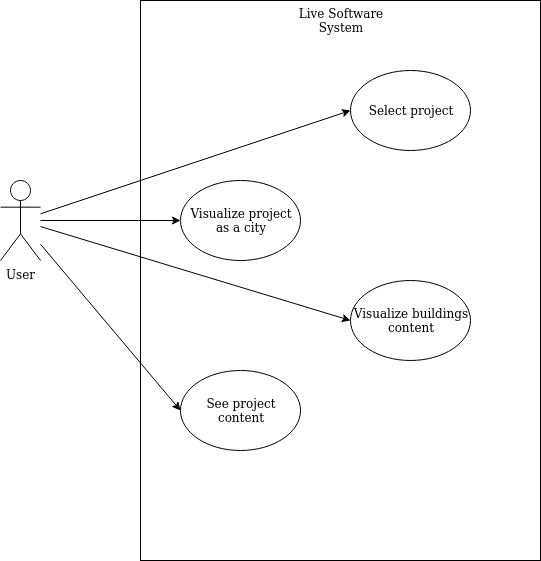 Live Software
System
Select project
Visualize project
as a city
User
Visualize buildings
content
See project
content